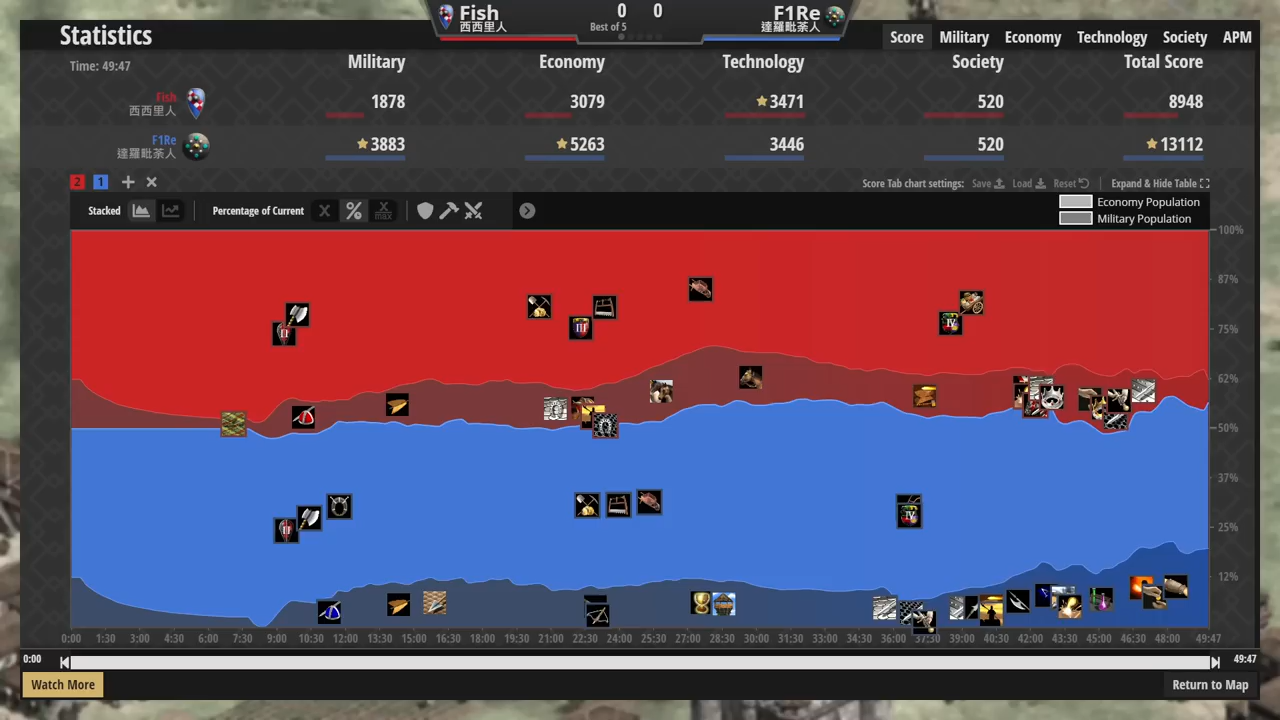 Fish
西西里人
0 0
Best of 5
F1Re
達羅毗荼人
Statistics
Score Military Economy Technology Society APM
Time: 49:47
Military Economy Technology Society Total Score
Fish
西西里人
1878 3079 3471 520 8948
F1Re
達羅毗荼人
3883 5263 3446 520 13112
2 1
Score Tab chart settings: Save Load Reset Expand & Hide Table
Stacked Percentage of Current X % X max
Economy Population
Military Population
100%
87%
75%
62%
50%
37%
25%
12%
II
III
IV
II
IV
0:00 1:30 3:00 4:30 6:00 7:30 9:00 10:30 12:00 13:30 15:00 16:30 18:00 19:30 21:00 22:30 24:00 25:30 27:00 28:30 30:00 31:30 33:00 34:30 36:00 37:30 39:00 40:30 42:00 43:30 45:00 46:30 48:00 49:47
0:00 49:47
Watch More
Return to Map